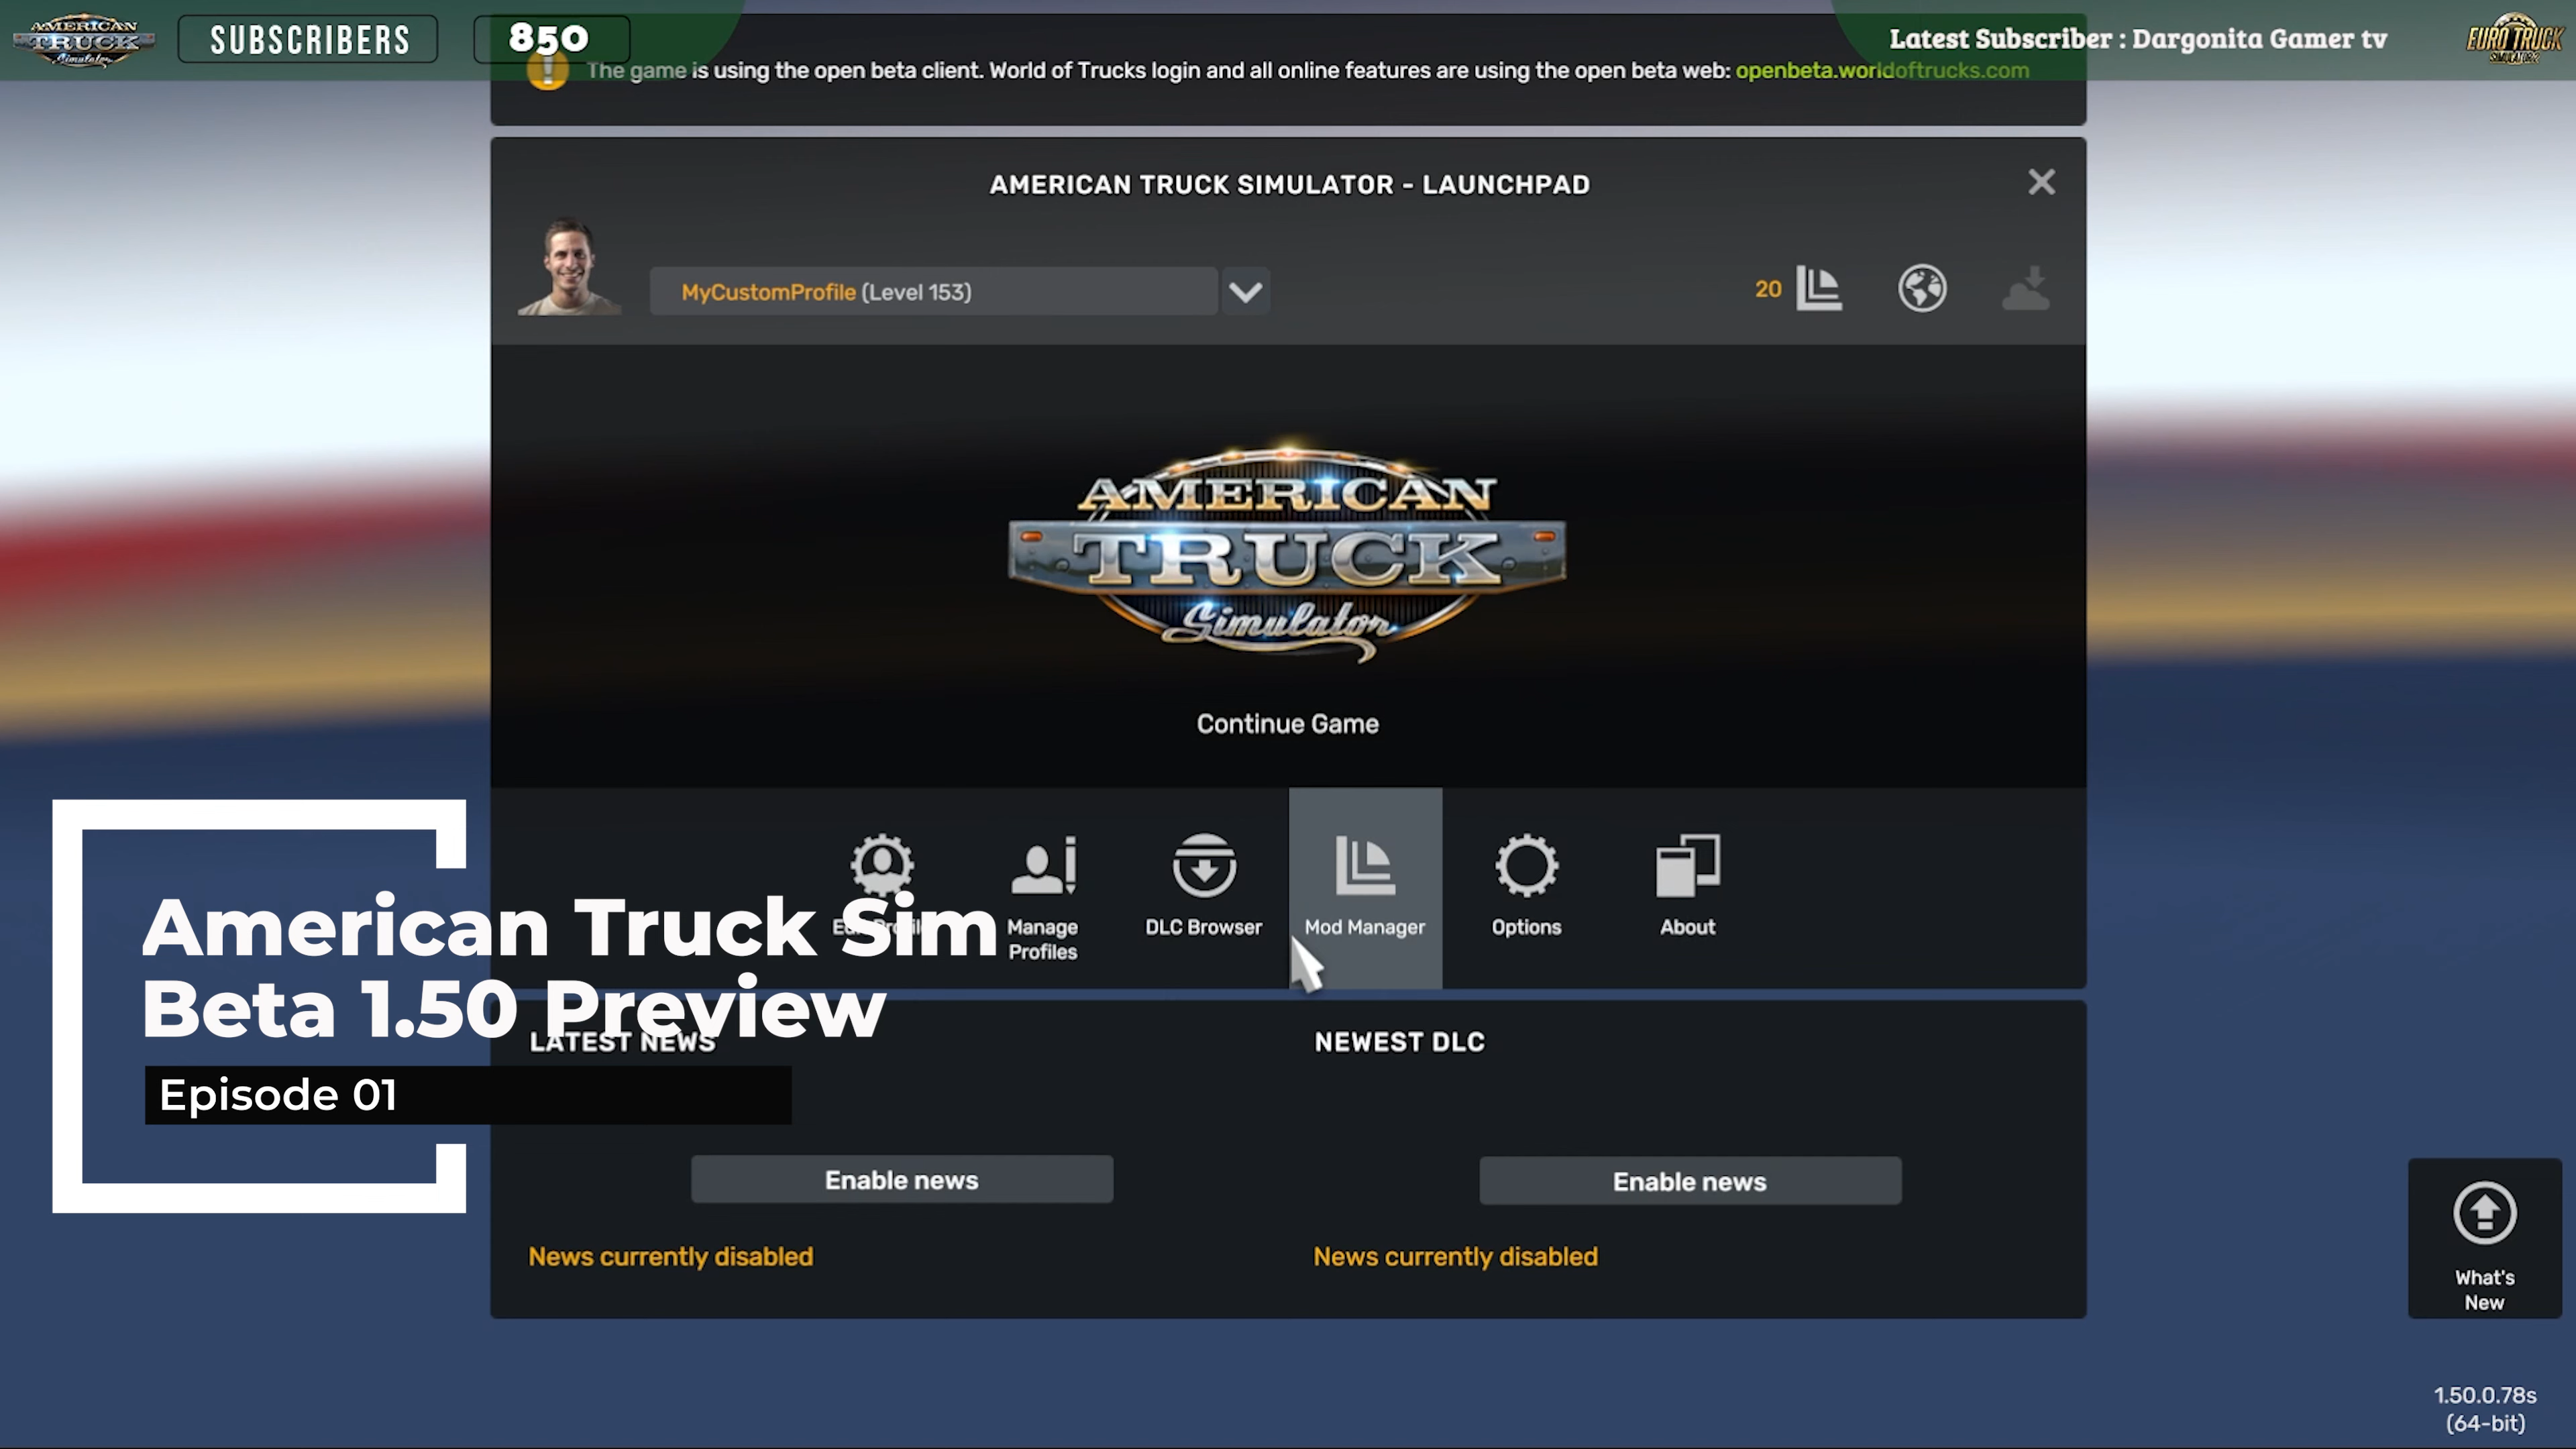 AMERICAN
TRUCK
Simulator
SUBSCRIBERS
850
Latest Subscriber : Dargonita Gamer tv
EURO TRUCK
SIMULATOR 2
The game is using the open beta client. World of Trucks login and all online features are using the open beta web: openbeta.worldoftrucks.com
AMERICAN TRUCK SIMULATOR - LAUNCHPAD
MyCustomProfile (Level 153)
20
AMERICAN
TRUCK
Simulator
Continue Game
Manage
Profiles
DLC Browser
Mod Manager
Options
About
American Truck Sim
Beta 1.50 Preview
Episode 01
LATEST NEWS
NEWEST DLC
Enable news
Enable news
News currently disabled
News currently disabled
What's
New
1.50.0.78s
(64-bit)